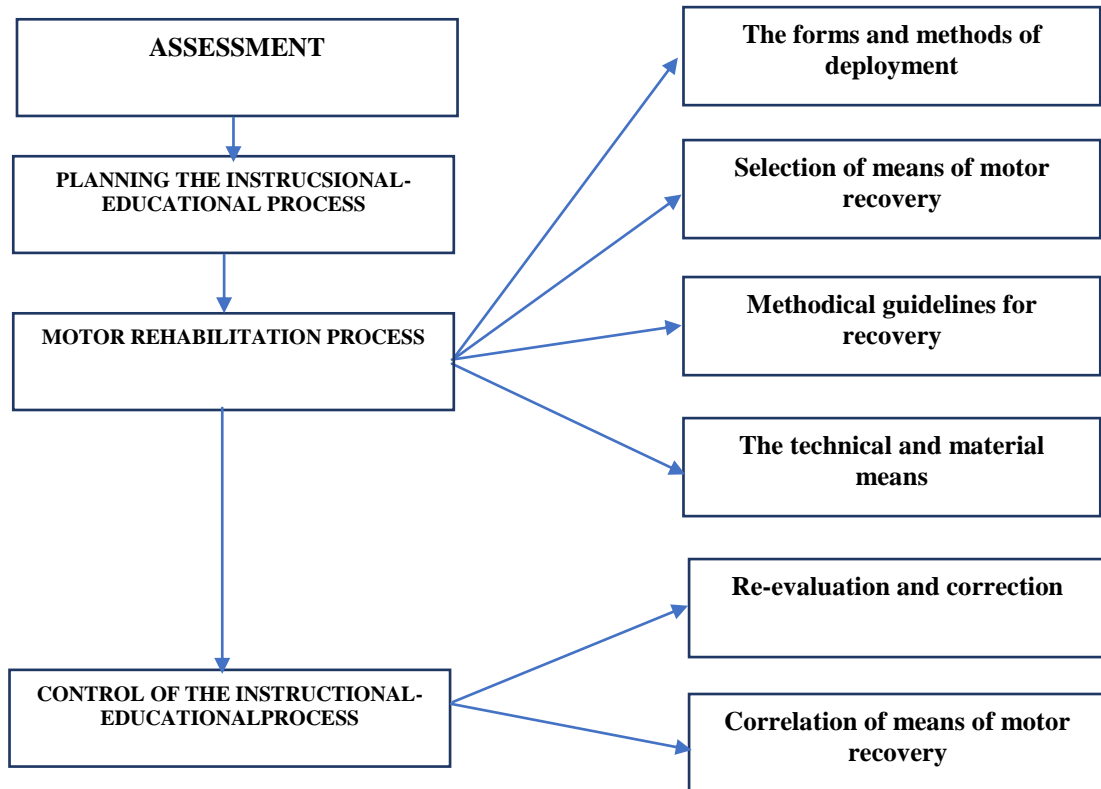 ASSESSMENT
PLANNING THE INSTRUCSIONAL-
EDUCATIONAL PROCESS
MOTOR REHABILITATION PROCESS
CONTROL OF THE INSTRUCTIONAL-
EDUCATIONALPROCESS
The forms and methods of
deployment
Selection of means of motor
recovery
Methodical guidelines for
recovery
The technical and material
means
Re-evaluation and correction
Correlation of means of motor
recovery